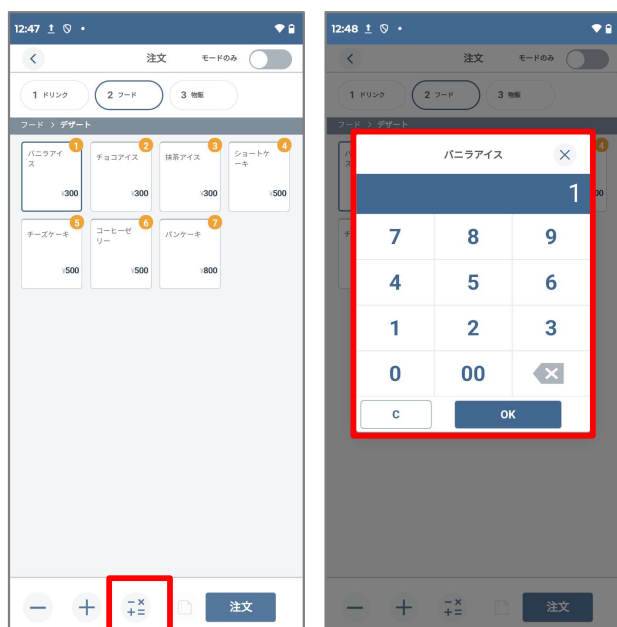 12:47
注文 モードのみ
1 ドリンク 2 フード 3 物販
フード > デザート
1 2 3 4
バニラアイス チョコアイス 抹茶アイス ショートケーキ
¥300 ¥300 ¥300 ¥500
5 6 7
チーズケーキ コーヒーゼリー パンケーキ
¥500 ¥500 ¥800
注文
12:48
注文 モードのみ
1 ドリンク 2 フード 3 物販
フード > デザート
4
バニラアイス
1
7 8 9
4 5 6
1 2 3
0 00
C OK
注文